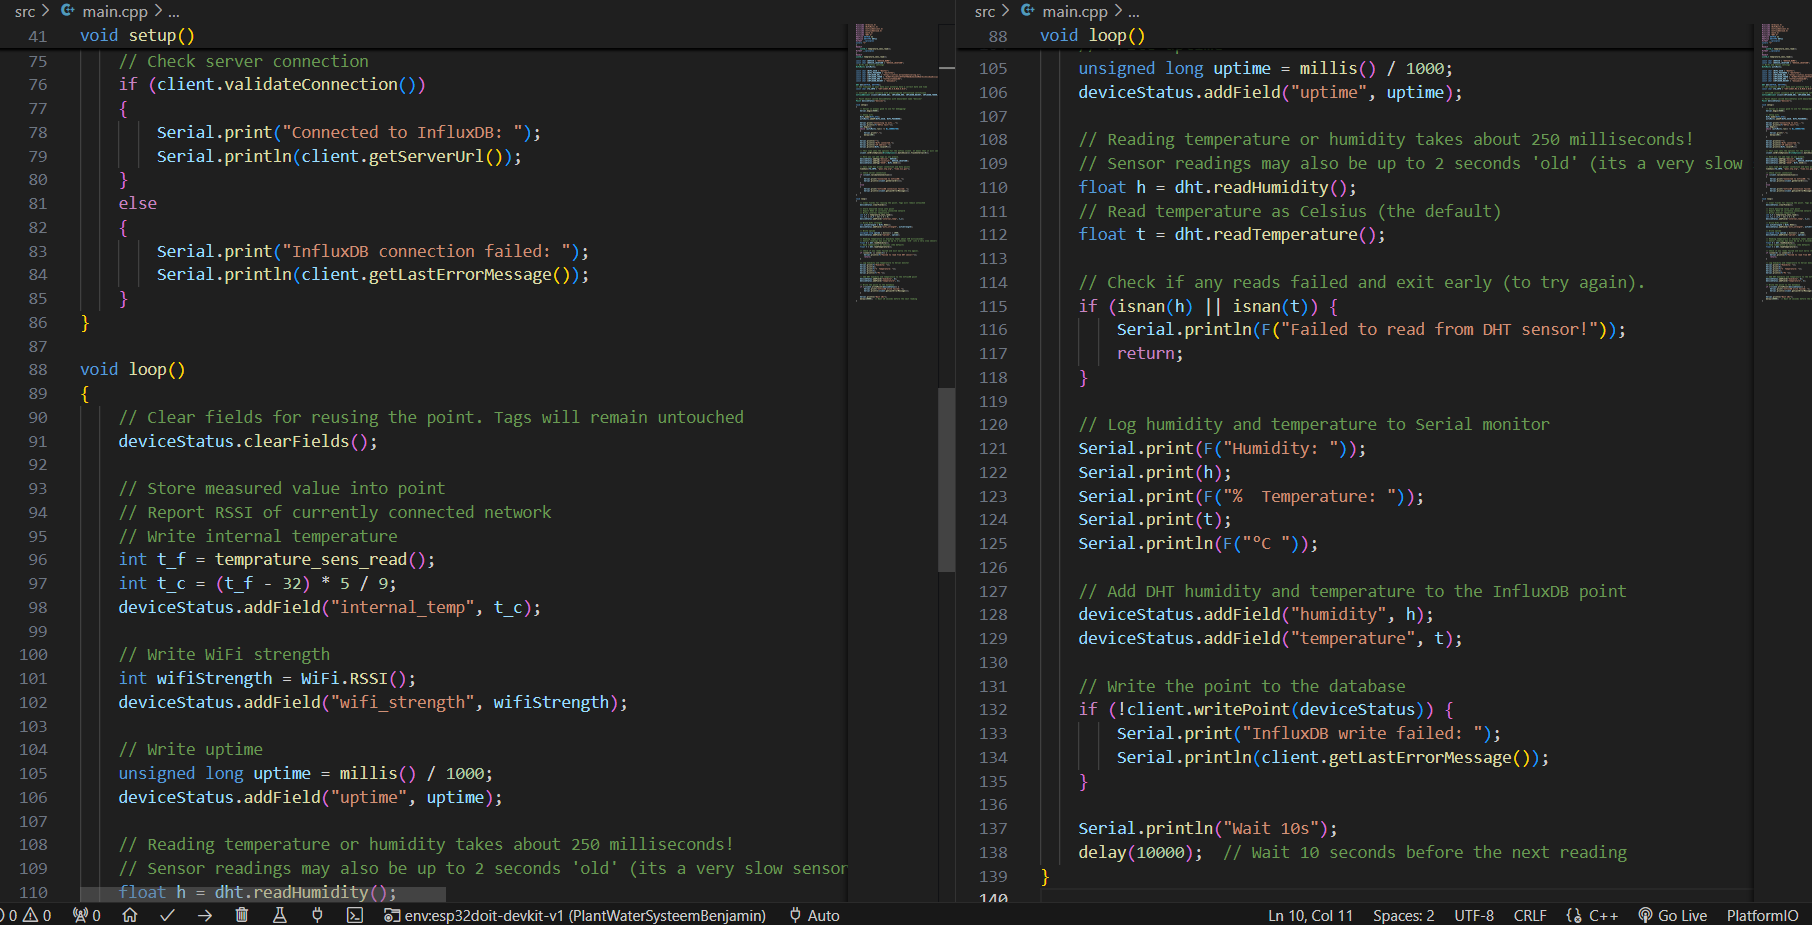 src > main.cpp > ...
41 void setup()
75 // Check server connection
76 if (client.validateConnection())
77 {
78 Serial.print("Connected to InfluxDB: ");
79 Serial.println(client.getServerUrl());
80 }
81 else
82 {
83 Serial.print("InfluxDB connection failed: ");
84 Serial.println(client.getLastErrorMessage());
85 }
86 }
87
88 void loop()
89 {
90 // Clear fields for reusing the point. Tags will remain untouched
91 deviceStatus.clearFields();
92
93 // Store measured value into point
94 // Report RSSI of currently connected network
95 // Write internal temperature
96 int t_f = temprature_sens_read();
97 int t_c = (t_f - 32) * 5 / 9;
98 deviceStatus.addField("internal_temp", t_c);
99
100 // Write WiFi strength
101 int wifiStrength = WiFi.RSSI();
102 deviceStatus.addField("wifi_strength", wifiStrength);
103
104 // Write uptime
105 unsigned long uptime = millis() / 1000;
106 deviceStatus.addField("uptime", uptime);
107
108 // Reading temperature or humidity takes about 250 milliseconds!
109 // Sensor readings may also be up to 2 seconds 'old' (its a very slow sensor
110 float h = dht.readHumidity();
src > main.cpp > ...
88 void loop()
105 unsigned long uptime = millis() / 1000;
106 deviceStatus.addField("uptime", uptime);
107
108 // Reading temperature or humidity takes about 250 milliseconds!
109 // Sensor readings may also be up to 2 seconds 'old' (its a very slow
110 float h = dht.readHumidity();
111 // Read temperature as Celsius (the default)
112 float t = dht.readTemperature();
113
114 // Check if any reads failed and exit early (to try again).
115 if (isnan(h) || isnan(t)) {
116 Serial.println(F("Failed to read from DHT sensor!"));
117 return;
118 }
119
120 // Log humidity and temperature to Serial monitor
121 Serial.print(F("Humidity: "));
122 Serial.print(h);
123 Serial.print(F("%  Temperature: "));
124 Serial.print(t);
125 Serial.println(F("°C "));
126
127 // Add DHT humidity and temperature to the InfluxDB point
128 deviceStatus.addField("humidity", h);
129 deviceStatus.addField("temperature", t);
130
131 // Write the point to the database
132 if (!client.writePoint(deviceStatus)) {
133 Serial.print("InfluxDB write failed: ");
134 Serial.println(client.getLastErrorMessage());
135 }
136
137 Serial.println("Wait 10s");
138 delay(10000);  // Wait 10 seconds before the next reading
139 }
140
0 0 0 env:esp32doit-devkit-v1 (PlantWaterSysteemBenjamin) Auto Ln 10, Col 11 Spaces: 2 UTF-8 CRLF C++ Go Live PlatformIO